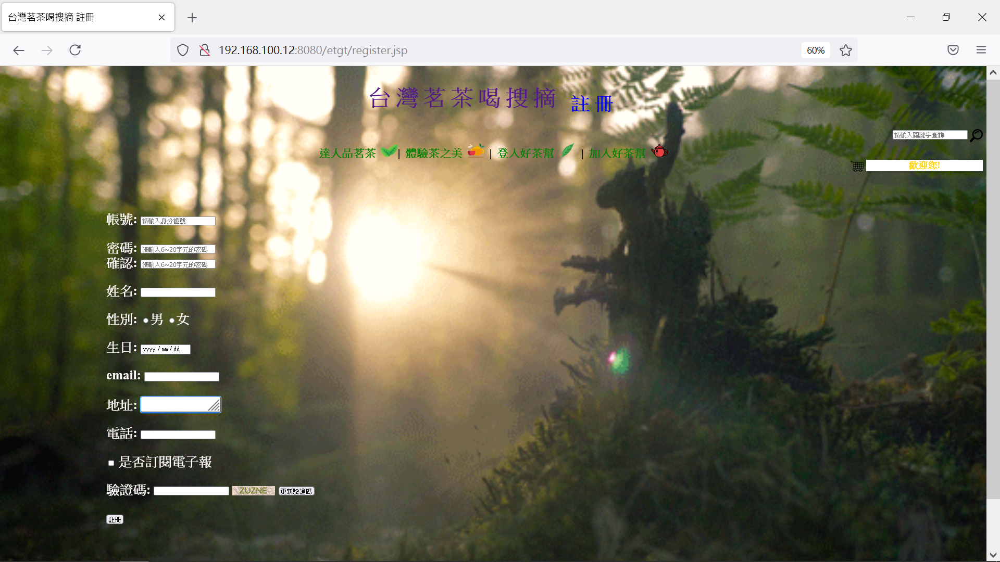 台灣茗茶喝搜摘 註冊
192.168.100.12:8080/etgt/register.jsp
60%
台灣茗茶喝搜摘 註冊
請輸入關鍵字查詢
達人品茗茶 | 體驗茶之美 | 登入好茶幫 | 加入好茶幫
歡迎您!
帳號: 請輸入身分證號
密碼: 請輸入6~20字元的密碼
確認: 請輸入6~20字元的密碼
姓名:
性別: 男 女
生日: yyyy / mm / dd
email:
地址:
電話:
是否訂閱電子報
驗證碼: ZUZNE 更新驗證碼
註冊